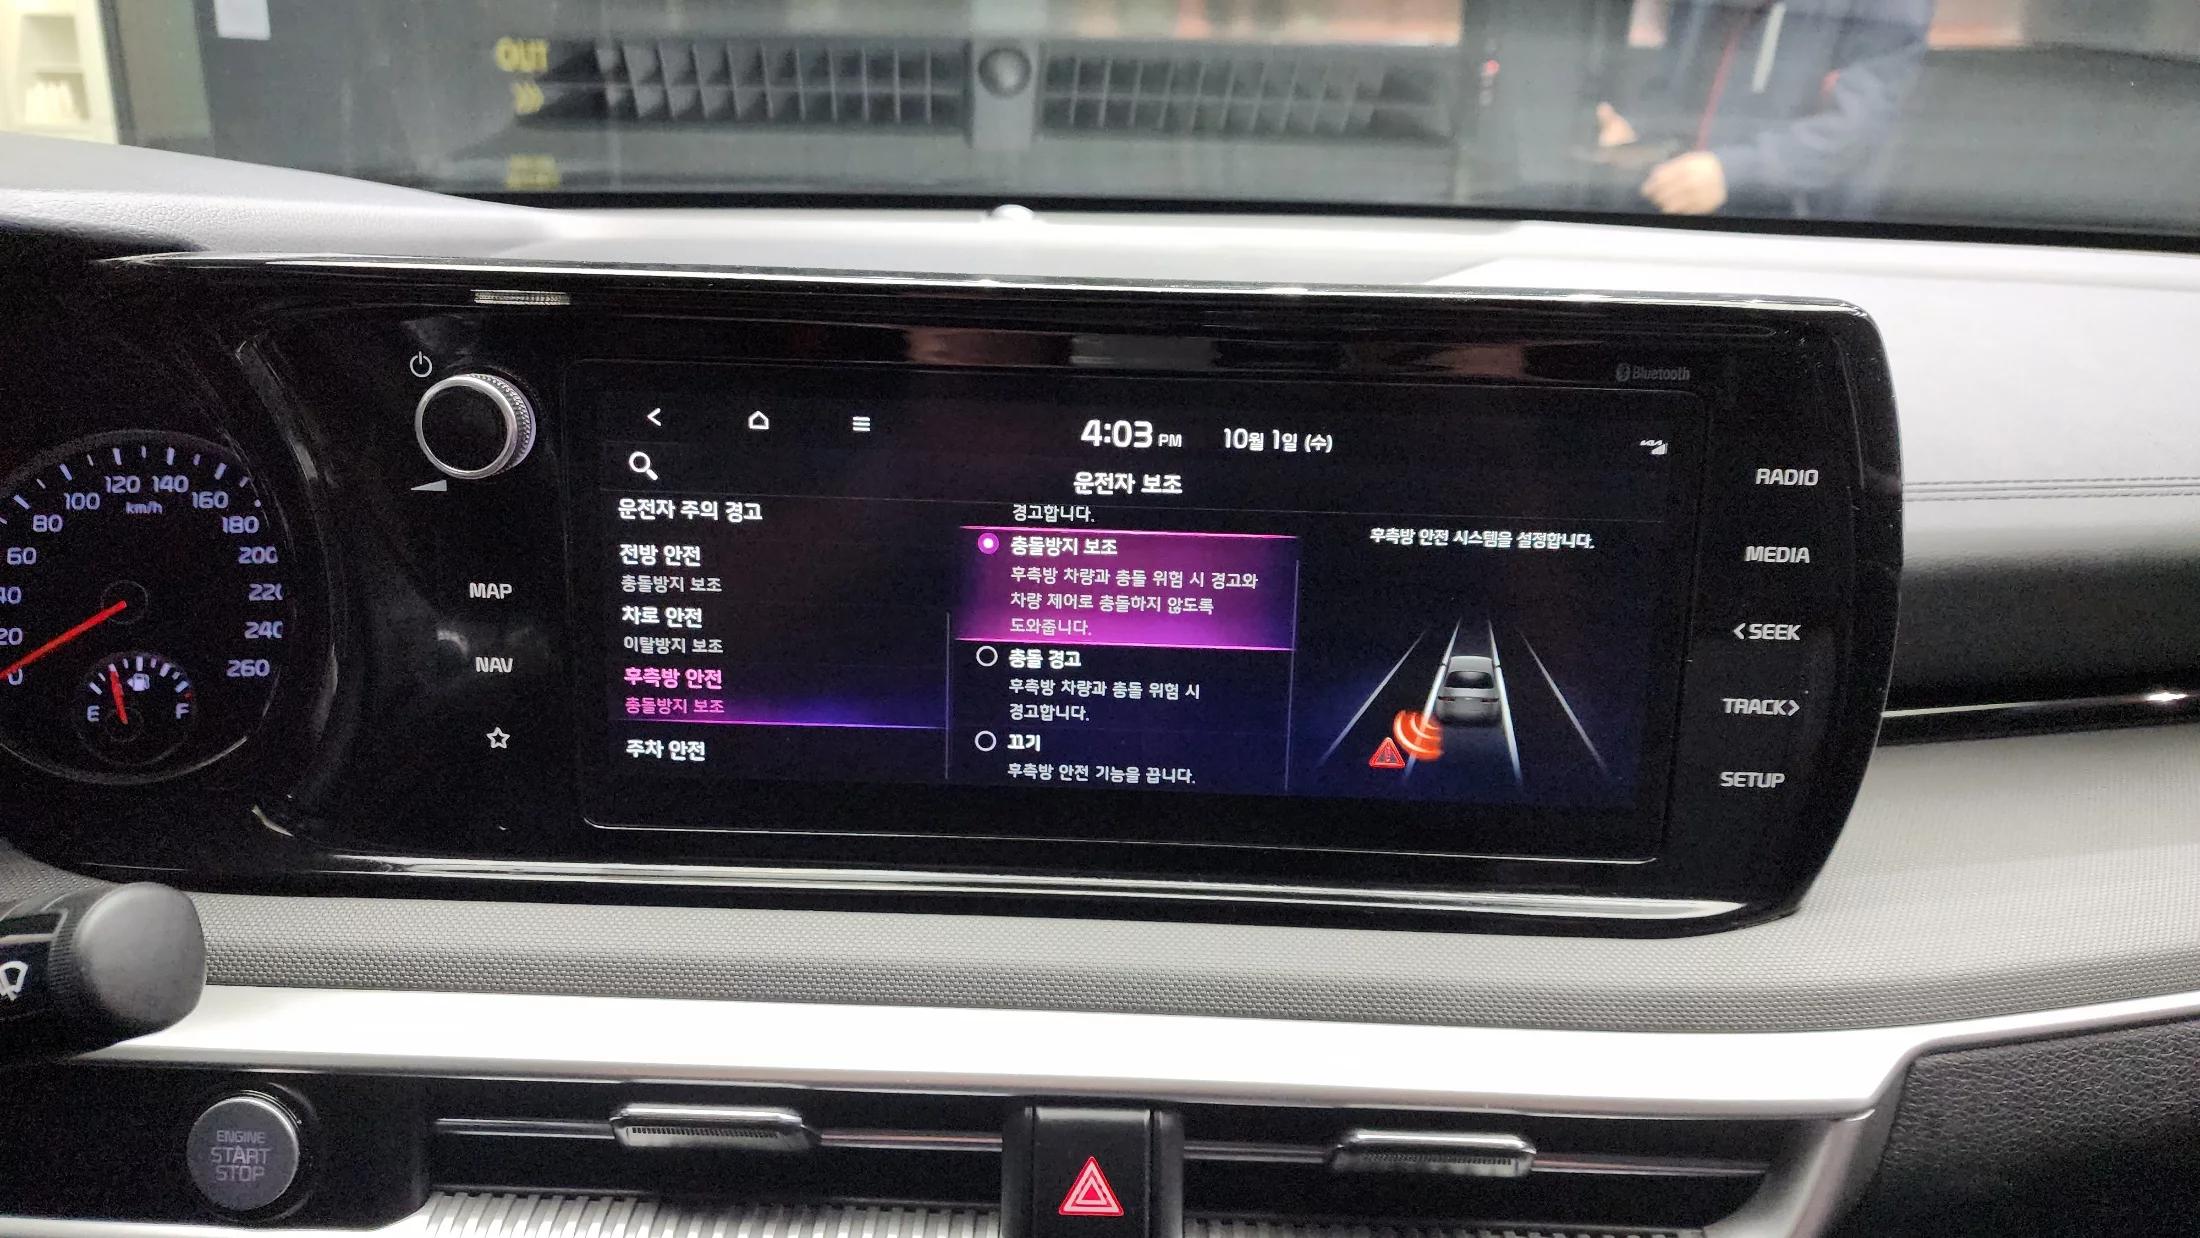 OUT
Bluetooth
4:03 PM 10월 1일 (수)
운전자 보조
운전자 주의 경고
전방 안전
충돌방지 보조
차로 안전
이탈방지 보조
후측방 안전
충돌방지 보조
주차 안전
경고합니다.
충돌방지 보조
후측방 차량과 충돌 위험 시 경고와
차량 제어로 충돌하지 않도록
도와줍니다.
충돌 경고
후측방 차량과 충돌 위험 시
경고합니다.
끄기
후측방 안전 기능을 끕니다.
후측방 안전 시스템을 설정합니다.
MAP
NAV
RADIO
MEDIA
< SEEK
TRACK >
SETUP
0
20
40
60
80
100
120
140
160
180
200
220
240
260
km/h
E
F
ENGINE
START
STOP